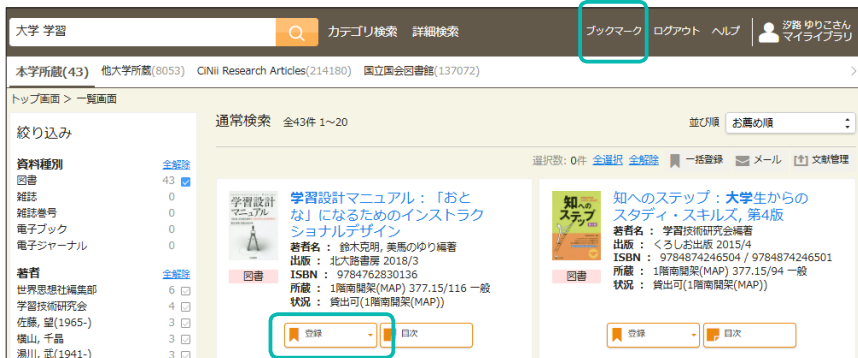 大学 学習
カテゴリ検索 詳細検索
ブックマーク ログアウト ヘルプ
汐路 ゆりこさん
マイライブラリ
本学所蔵(43) 他大学所蔵(8053) CiNii Research Articles(214180) 国立国会図書館(137072)
トップ画面 > 一覧画面
絞り込み
資料種別 全解除
図書 43
雑誌 0
雑誌巻号 0
電子ブック 0
電子ジャーナル 0
著者 全解除
世界思想社編集部 6
学習技術研究会 4
佐藤, 望(1965-) 3
横山, 千晶 3
湯川, 武(1941-) 3
通常検索 全43件 1～20
並び順 お薦め順
選択数: 0件 全選択 全解除 一括登録 メール 文献管理
学習設計
マニュアル
図書
学習設計マニュアル : 「おと
な」になるためのインストラク
ショナルデザイン
著者名 : 鈴木克明, 美馬のゆり編著
出版 : 北大路書房 2018/3
ISBN : 9784762830136
所蔵 : 1階南開架(MAP) 377.15/116 一般
状況 : 貸出可(1階南開架(MAP))
登録 目次
知への
ステップ
図書
知へのステップ : 大学生からの
スタディ・スキルズ, 第4版
著者名 : 学習技術研究会編著
出版 : くろしお出版 2015/4
ISBN : 9784874246504 / 9784874246501
所蔵 : 1階南開架(MAP) 377.15/94 一般
状況 : 貸出可(1階南開架(MAP))
登録 目次